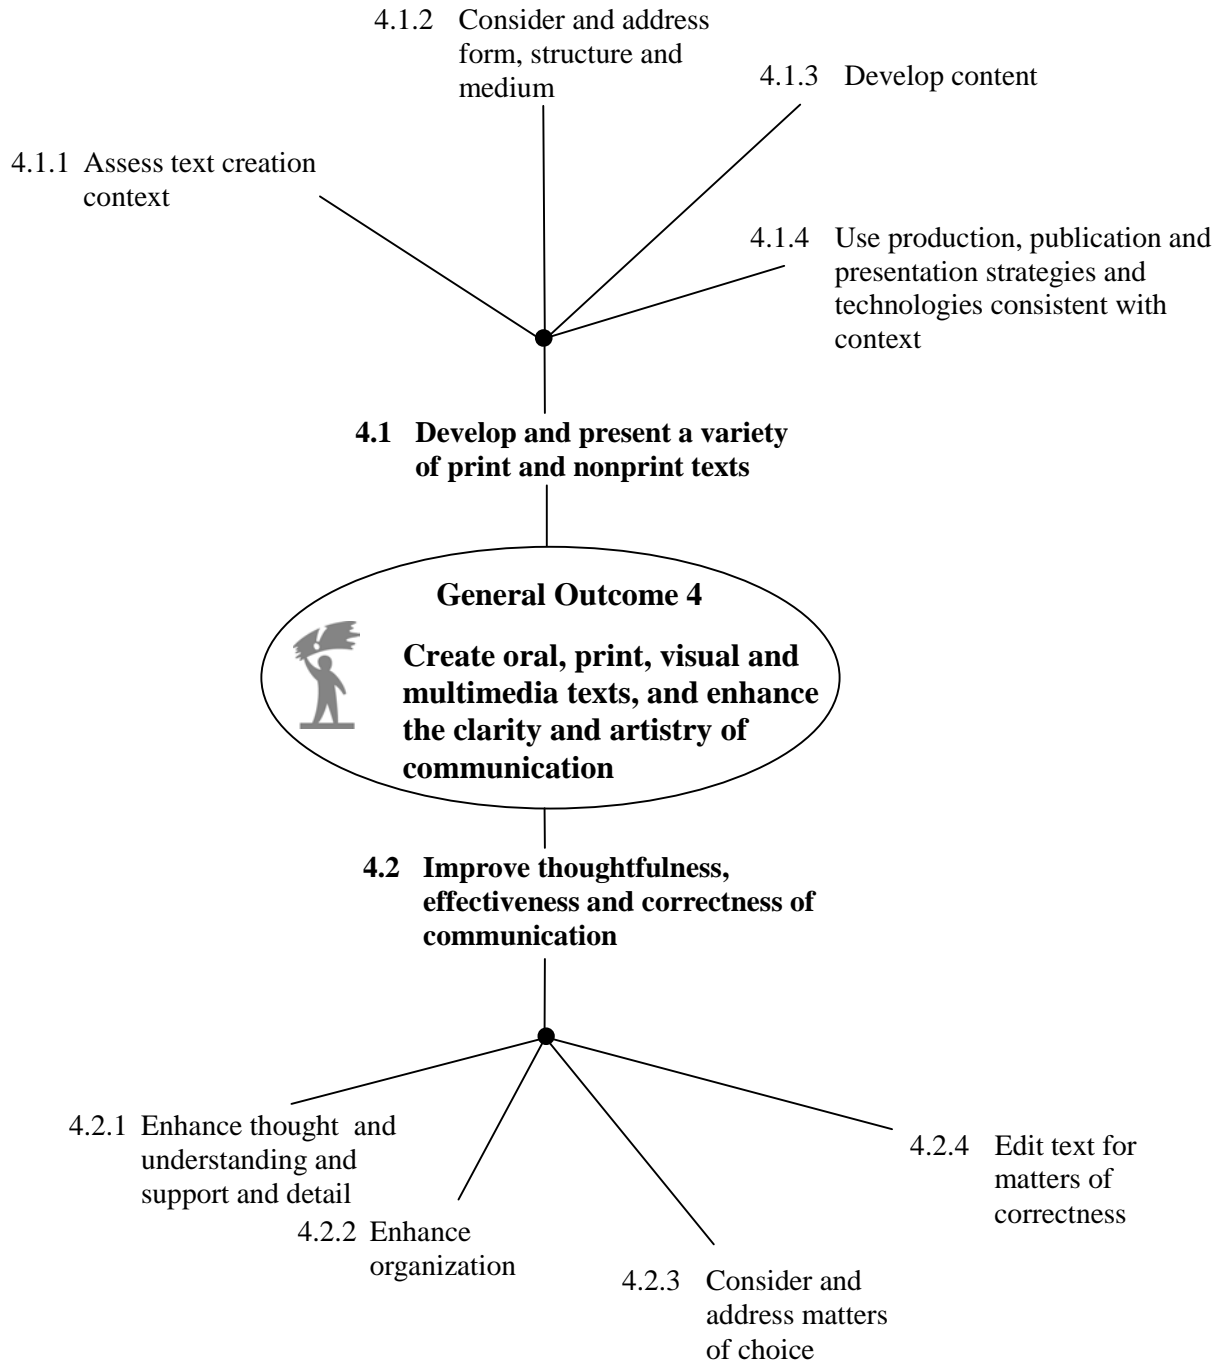 4.1.2 Consider and address
form, structure and
medium
4.1.3 Develop content
4.1.1 Assess text creation
context
4.1.4 Use production, publication and
presentation strategies and
technologies consistent with
context
4.1 Develop and present a variety
of print and nonprint texts
General Outcome 4
Create oral, print, visual and
multimedia texts, and enhance
the clarity and artistry of
communication
4.2 Improve thoughtfulness,
effectiveness and correctness of
communication
4.2.1 Enhance thought and
understanding and
support and detail
4.2.2 Enhance
organization
4.2.3 Consider and
address matters
of choice
4.2.4 Edit text for
matters of
correctness